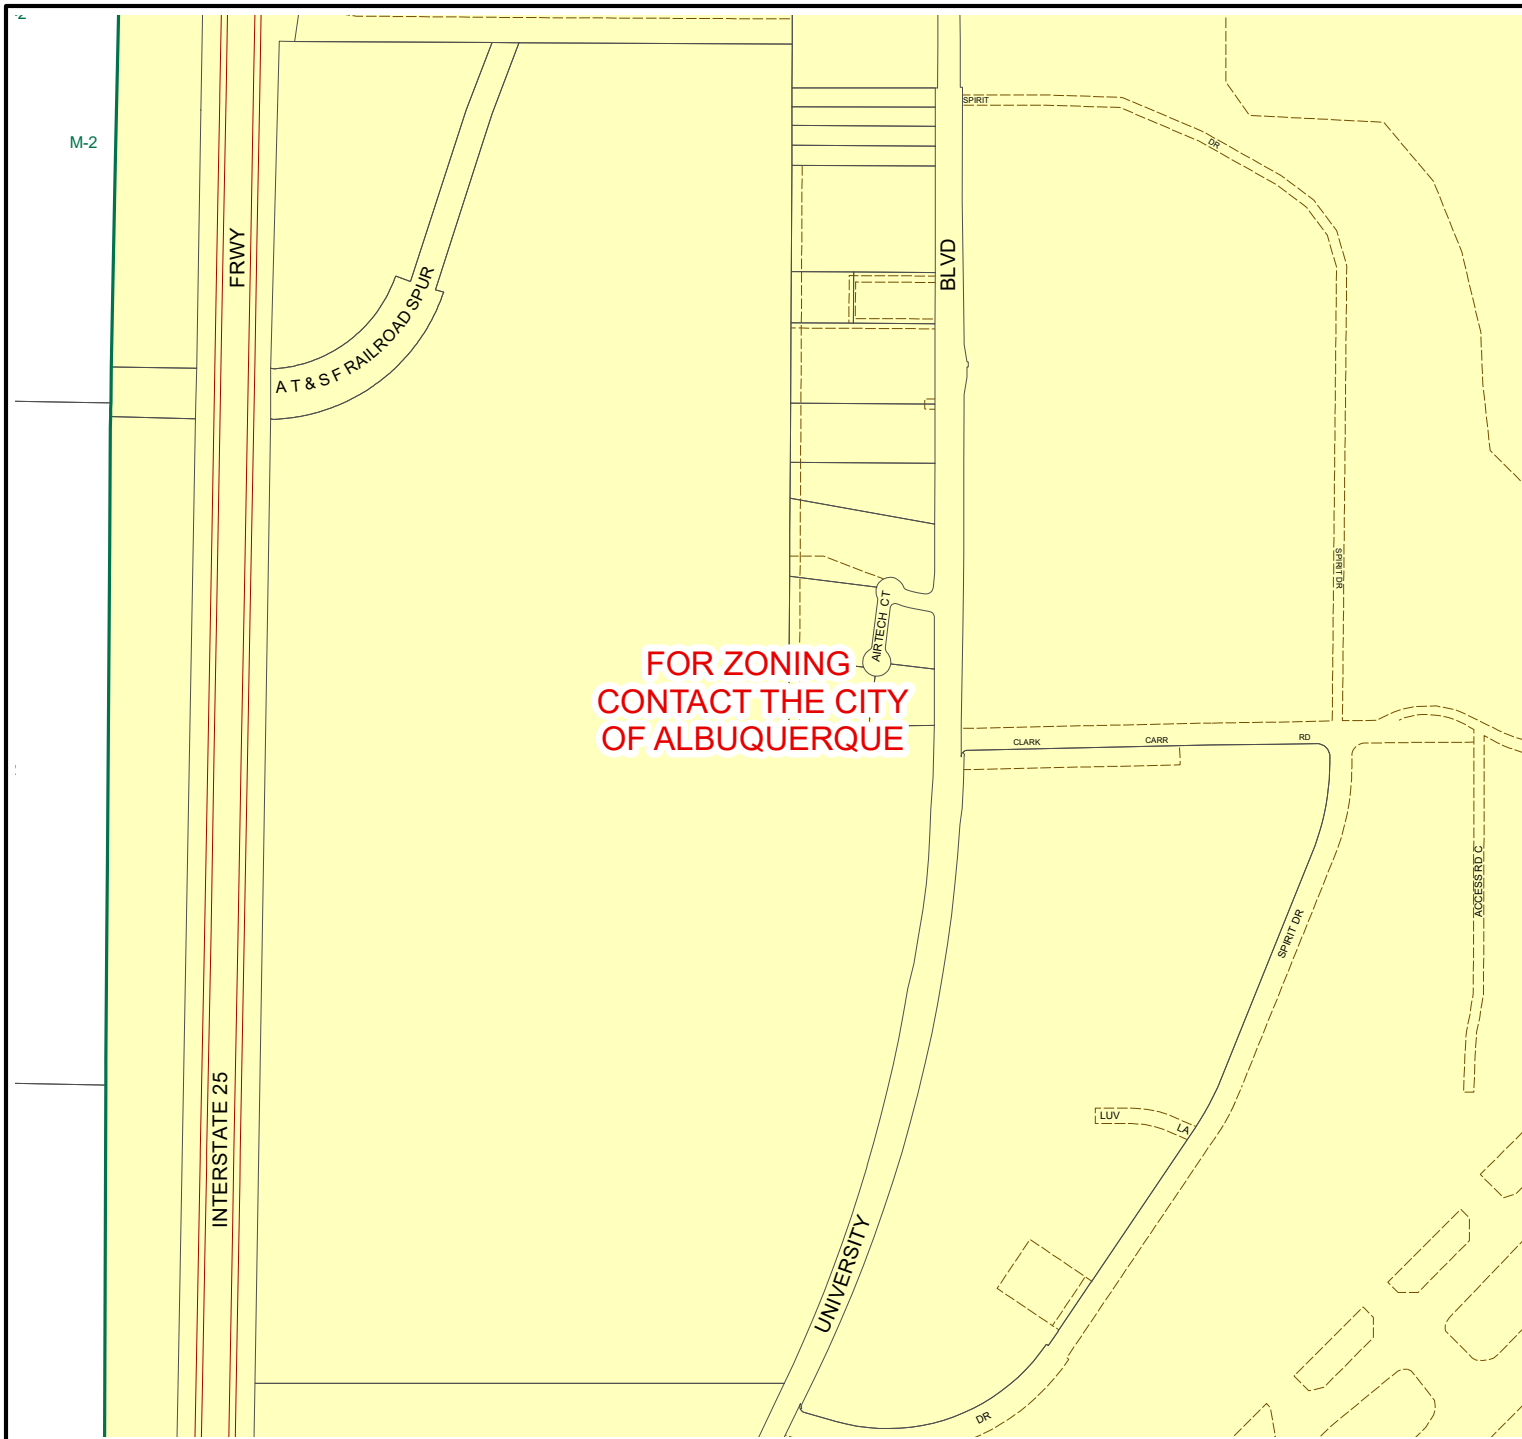 -2
M-2
SPIRIT
DR
FRWY
BLVD
A T & S F RAILROAD SPUR
SPIRIT DR
AIRTECH CT
FOR ZONING
CONTACT THE CITY
OF ALBUQUERQUE
CLARK CARR RD
ACCESS RD C
SPIRIT DR
INTERSTATE 25
LUV LA
UNIVERSITY
DR